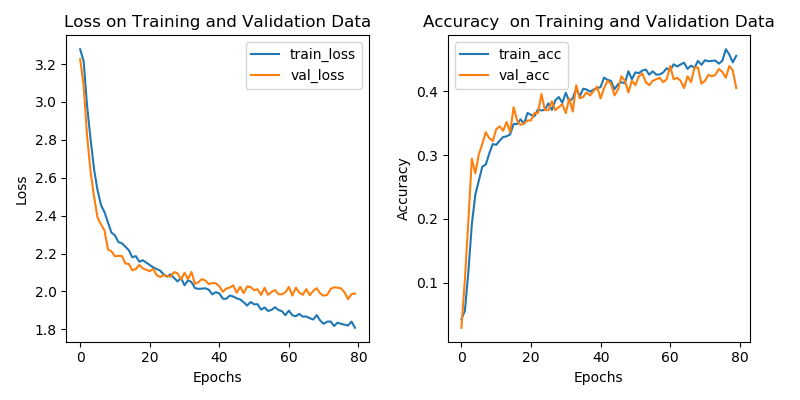 Loss on Training and Validation Data
3.2
3.0
2.8
2.6
2.4
2.2
2.0
1.8
Loss
0
20
40
60
80
Epochs
train_loss
val_loss
Accuracy  on Training and Validation Data
0.4
0.3
0.2
0.1
Accuracy
0
20
40
60
80
Epochs
train_acc
val_acc